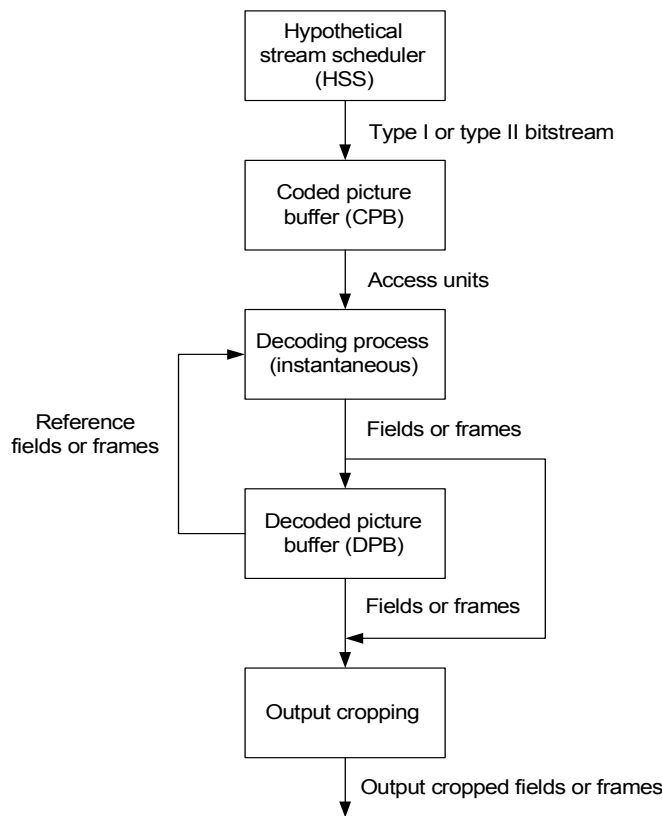 Hypothetical
stream scheduler
(HSS)
Type I or type II bitstream
Coded picture
buffer (CPB)
Access units
Decoding process
(instantaneous)
Reference
fields or frames
Fields or frames
Decoded picture
buffer (DPB)
Fields or frames
Output cropping
Output cropped fields or frames